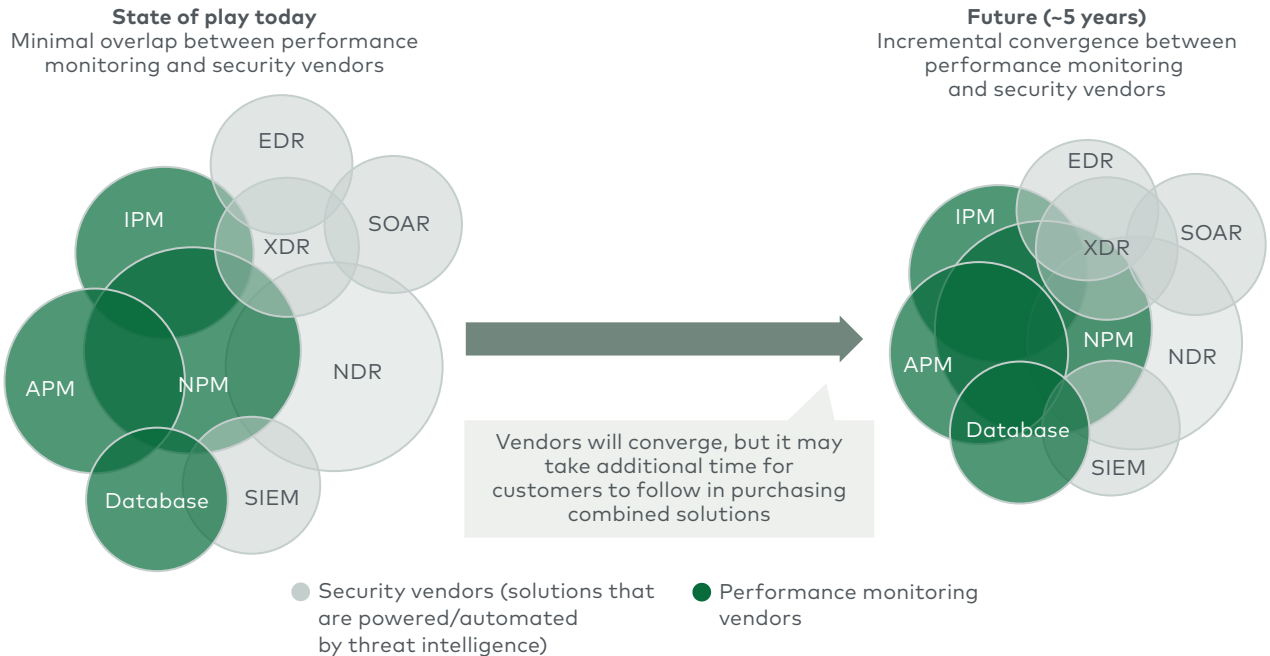 State of play today
Minimal overlap between performance
monitoring and security vendors
EDR
IPM
SOAR
XDR
NDR
APM
NPM
Database
SIEM
Future (~5 years)
Incremental convergence between
performance monitoring
and security vendors
EDR
IPM
SOAR
XDR
NPM
NDR
APM
Database
SIEM
Vendors will converge, but it may
take additional time for
customers to follow in purchasing
combined solutions
Security vendors (solutions that
are powered/automated
by threat intelligence)
Performance monitoring
vendors